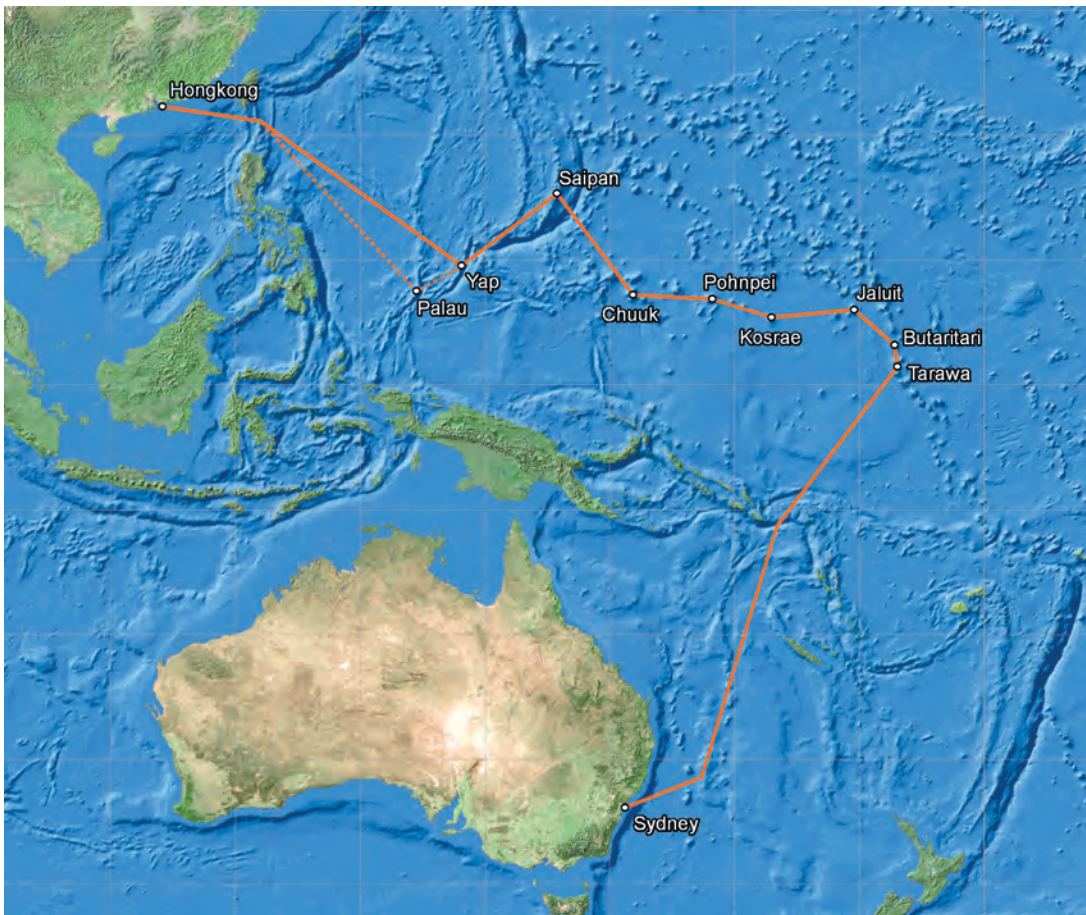 Hongkong
Saipan
Yap
Palau
Chuuk
Pohnpei
Kosrae
Jaluit
Butaritari
Tarawa
Sydney